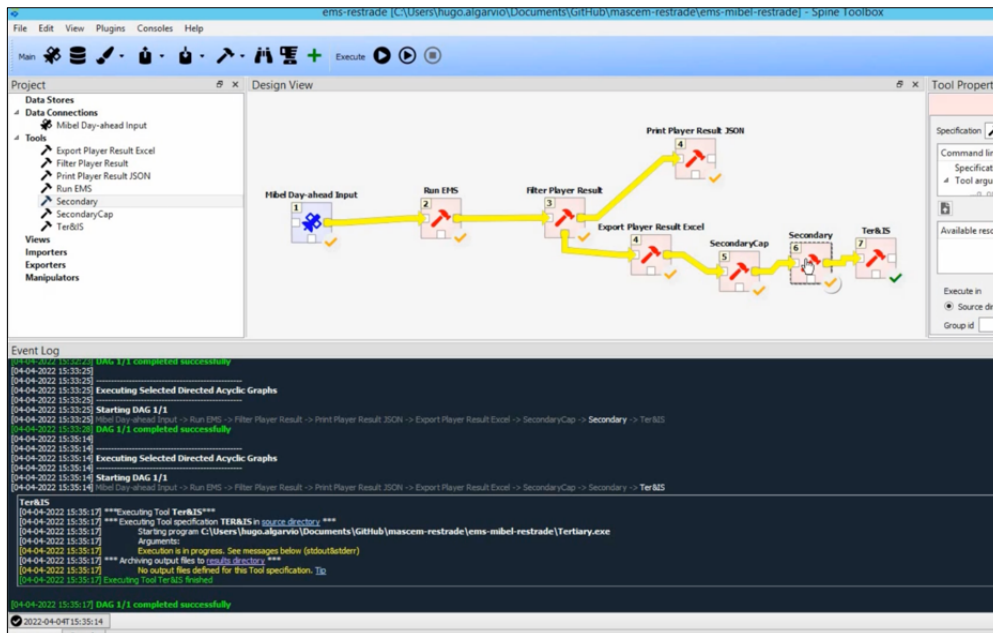 ems-restrade [C:\Users\hugo.algarvio\Documents\GitHub\mascem-restrade\ems-mibel-restrade] - Spine Toolbox
File Edit View Plugins Consoles Help
Main Execute
Project
Data Stores
Data Connections
Mibel Day-ahead Input
Tools
Export Player Result Excel
Filter Player Result
Print Player Result JSON
Run EMS
Secondary
SecondaryCap
Ter&IS
Views
Importers
Exporters
Manipulators
Design View
Print Player Result JSON
4
Mibel Day-ahead Input
1
Run EMS
2
Filter Player Result
3
Export Player Result Excel
4
SecondaryCap
5
Secondary
6
Ter&IS
7
Tool Propert
Specification
Command lin
Specificat
Tool argu
Available reso
Execute in
Source dir
Group id
Event Log
[04-04-2022 15:32:23] DAG 1/1 completed successfully
[04-04-2022 15:33:25]
[04-04-2022 15:33:25] ----------------------------------------
[04-04-2022 15:33:25] Executing Selected Directed Acyclic Graphs
[04-04-2022 15:33:25] ----------------------------------------
[04-04-2022 15:33:25] Starting DAG 1/1
[04-04-2022 15:33:25] Mibel Day-ahead Input -> Run EMS -> Filter Player Result -> Print Player Result JSON -> Export Player Result Excel -> SecondaryCap -> Secondary -> Ter&IS
[04-04-2022 15:33:28] DAG 1/1 completed successfully
[04-04-2022 15:35:14]
[04-04-2022 15:35:14] ----------------------------------------
[04-04-2022 15:35:14] Executing Selected Directed Acyclic Graphs
[04-04-2022 15:35:14] ----------------------------------------
[04-04-2022 15:35:14] Starting DAG 1/1
[04-04-2022 15:35:14] Mibel Day-ahead Input -> Run EMS -> Filter Player Result -> Print Player Result JSON -> Export Player Result Excel -> SecondaryCap -> Secondary -> Ter&IS
Ter&IS
[04-04-2022 15:35:17] ***Executing Tool Ter&IS***
[04-04-2022 15:35:17] *** Executing Tool specification TER&IS in source directory ***
[04-04-2022 15:35:17] Starting program C:\Users\hugo.algarvio\Documents\GitHub\mascem-restrade\ems-mibel-restrade\Tertiary.exe
[04-04-2022 15:35:17] Arguments:
[04-04-2022 15:35:17] Execution is in progress. See messages below (stdout&stderr)
[04-04-2022 15:35:17] *** Archiving output files to results directory ***
[04-04-2022 15:35:17] No output files defined for this Tool specification. Tip
[04-04-2022 15:35:17] Executing Tool Ter&IS finished
[04-04-2022 15:35:17] DAG 1/1 completed successfully
2022-04-04T15:35:14